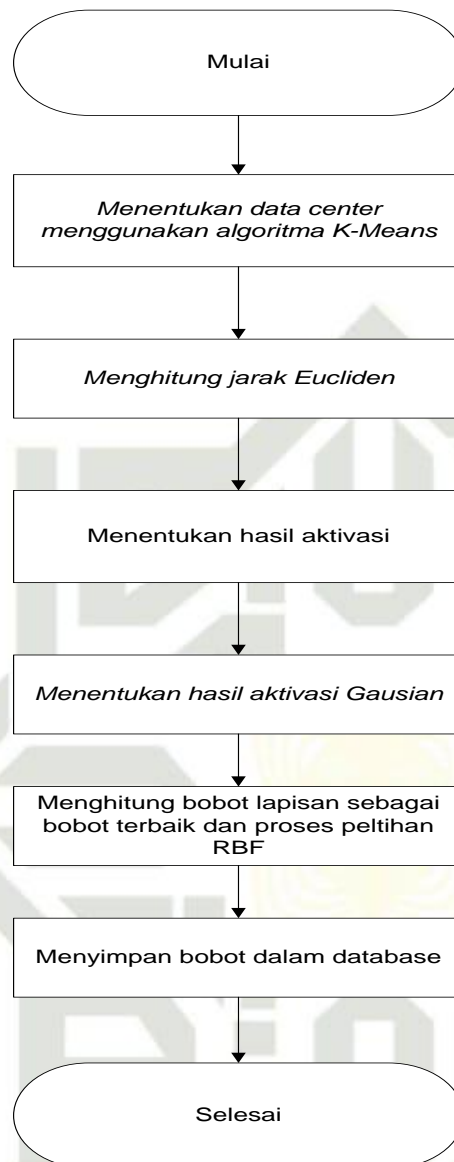 Mulai
Menentukan data center
menggunakan algoritma K-Means
Menghitung jarak Eucliden
Menentukan hasil aktivasi
Menentukan hasil aktivasi Gausian
Menghitung bobot lapisan sebagai
bobot terbaik dan proses peltihan
RBF
Menyimpan bobot dalam database
Selesai